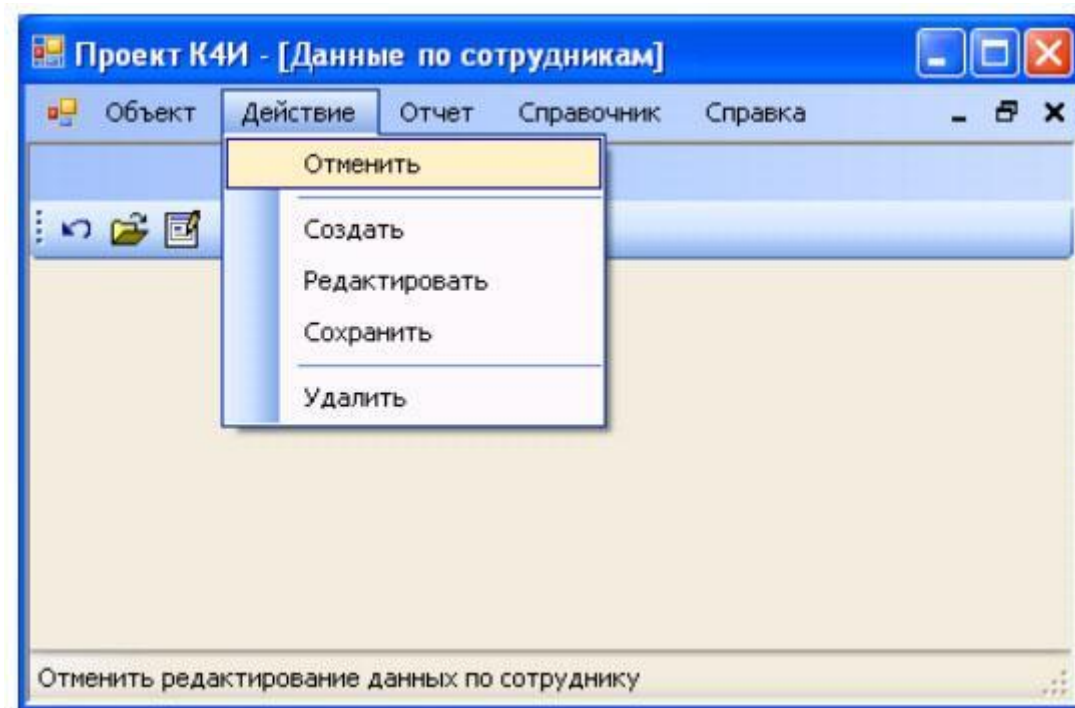 Проект К4И - [Данные по сотрудникам]
Объект Действие Отчет Справочник Справка
Отменить
Создать
Редактировать
Сохранить
Удалить
Отменить редактирование данных по сотруднику